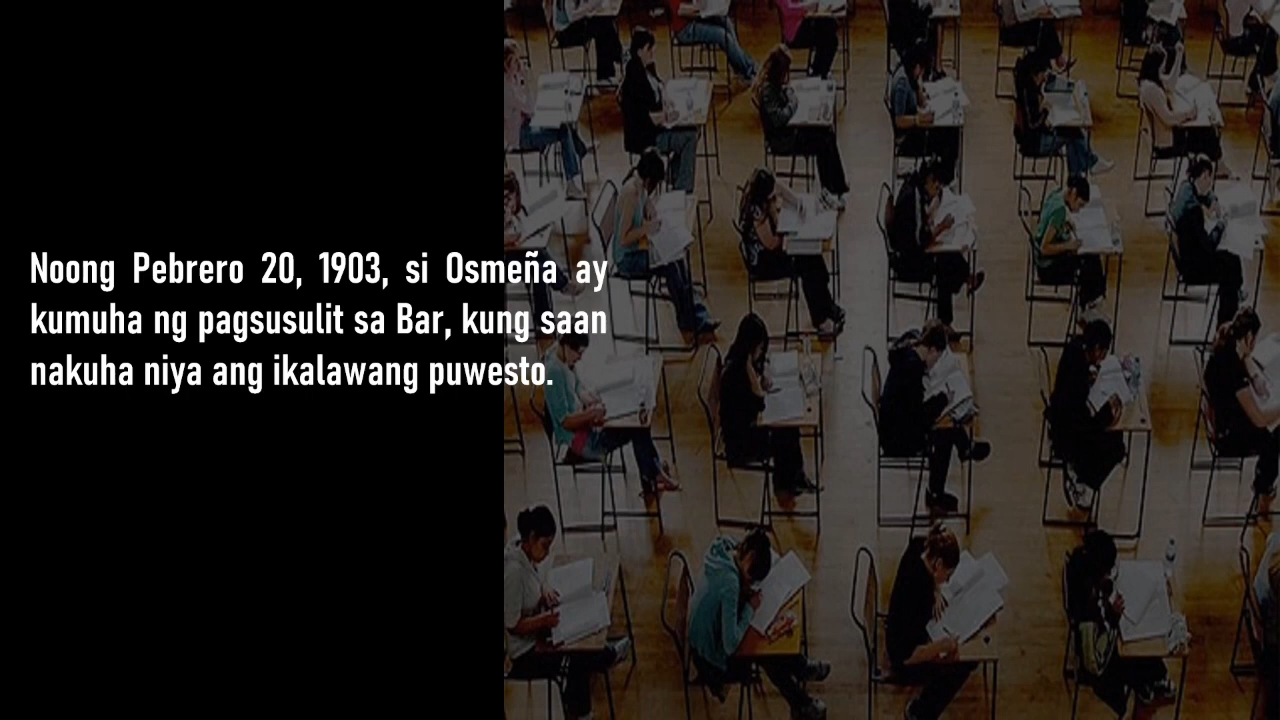 Noong Pebrero 20, 1903, si Osmeña ay
kumuha ng pagsusulit sa Bar, kung saan
nakuha niya ang ikalawang puwesto.